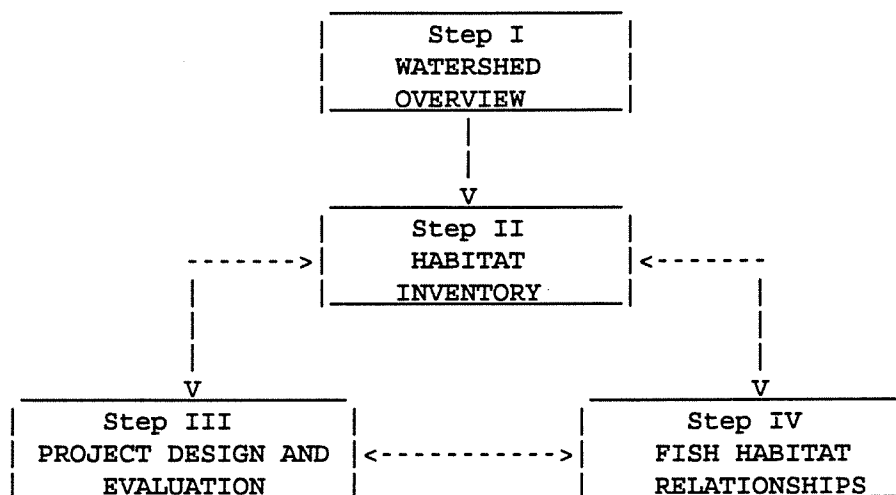 Step I
WATERSHED
OVERVIEW
V
Step II
HABITAT
INVENTORY
------->
<-------
V
V
Step III
PROJECT DESIGN AND
EVALUATION
<------------>
Step IV
FISH HABITAT
RELATIONSHIPS